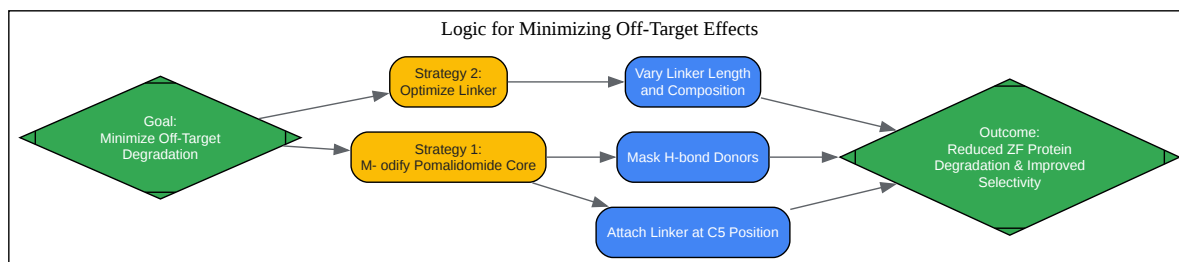 Logic for Minimizing Off-Target Effects
Goal:
Minimize Off-Target
Degradation
Strategy 2:
Optimize Linker
Vary Linker Length
and Composition
Strategy 1:
M- odify Pomalidomide Core
Mask H-bond Donors
Attach Linker at C5 Position
Outcome:
Reduced ZF Protein
Degradation & Improved
Selectivity